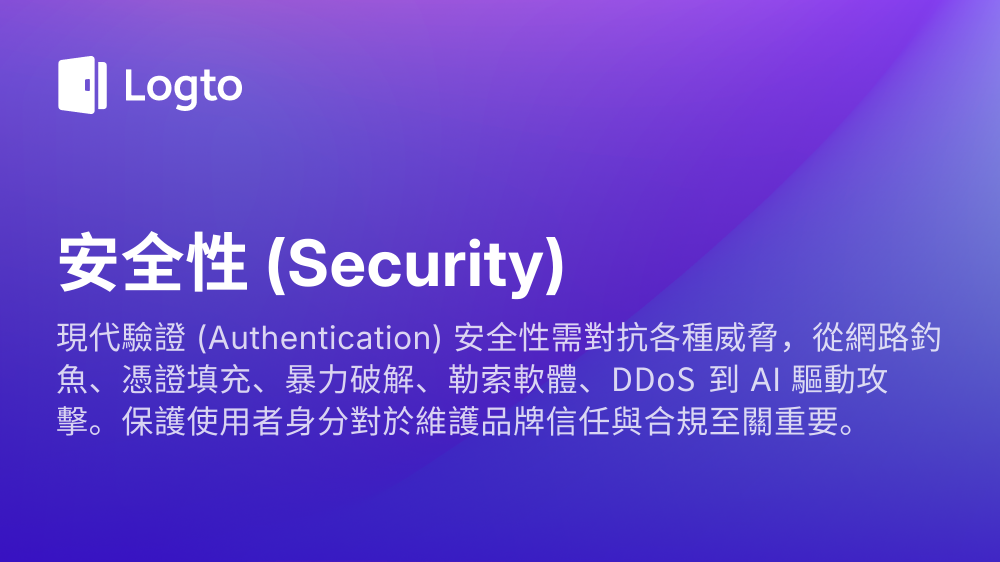 Logto
安全性 (Security)
現代驗證 (Authentication) 安全性需對抗各種威脅，從網路釣
魚、憑證填充、暴力破解、勒索軟體、DDoS 到 AI 驅動攻
擊。保護使用者身分對於維護品牌信任與合規至關重要。